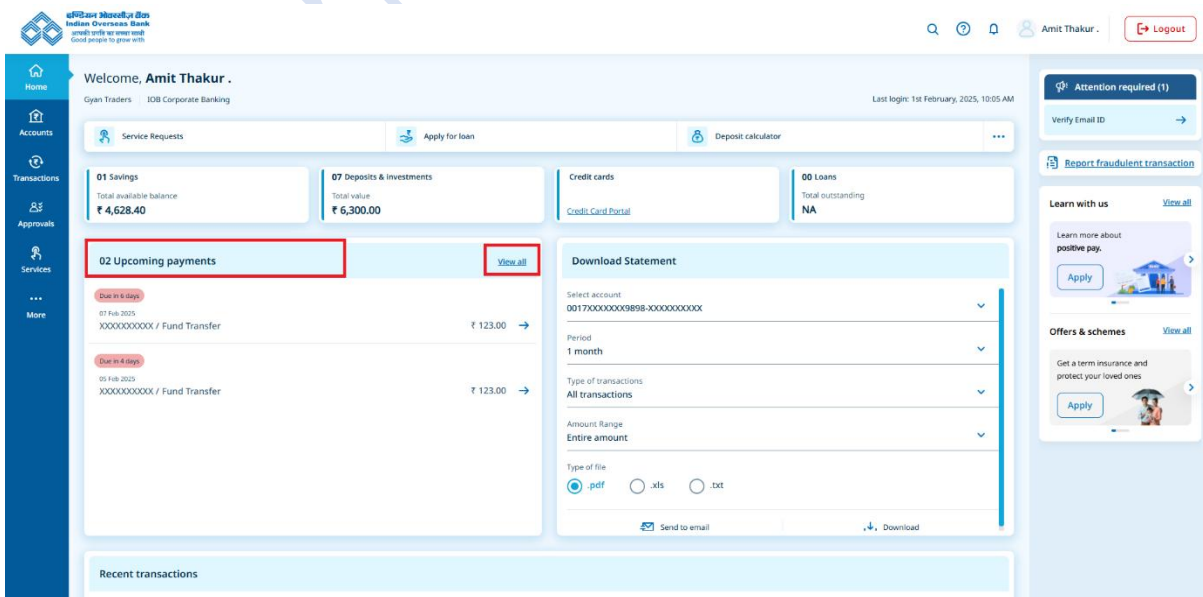 इण्डियन ओवरसीज़ बैंक
Indian Overseas Bank
आपकी प्रगति का सच्चा साथी
Good people to grow with
Amit Thakur .
Logout
Home
Accounts
Transactions
Approvals
Services
More
Welcome, Amit Thakur .
Gyan Traders
IOB Corporate Banking
Last login: 1st February, 2025, 10:05 AM
Service Requests
Apply for loan
Deposit calculator
01 Savings
Total available balance
₹ 4,628.40
07 Deposits & investments
Total value
₹ 6,300.00
Credit cards
Credit Card Portal
00 Loans
Total outstanding
NA
02 Upcoming payments
View all
Due in 6 days
07 Feb 2025
XXXXXXXXXX / Fund Transfer
₹ 123.00
Due in 4 days
05 Feb 2025
XXXXXXXXXX / Fund Transfer
₹ 123.00
Download Statement
Select account
0017XXXXXXX9898-XXXXXXXXXX
Period
1 month
Type of transactions
All transactions
Amount Range
Entire amount
Type of file
.pdf
.xls
.txt
Send to email
Download
Recent transactions
Attention required (1)
Verify Email ID
Report fraudulent transaction
Learn with us
View all
Learn more about
positive pay.
Apply
Offers & schemes
View all
Get a term insurance and
protect your loved ones
Apply